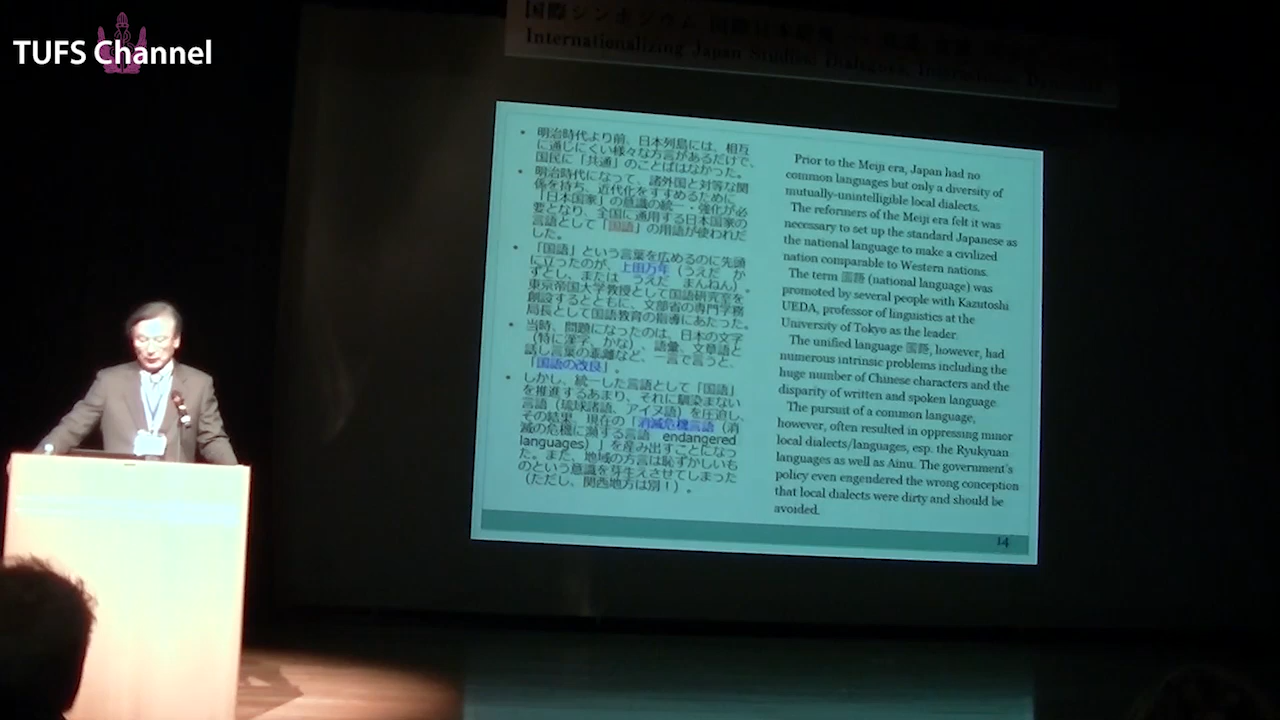 TUFS Channel
国際シンポジウム 国際日本研究
Internationalizing Japan Studies: Dialogues,
• 明治時代より前、日本列島には、相互
に通じにくい様々な方言があるだけで、
国民に「共通」のことばはなかった。
• 明治時代になって、諸外国と対等な関
係を持ち、近代化をすすめるために
「日本国家」の意識の統一・強化が必
要となり、全国に通用する日本国家の
言語として「国語」の用語が使われだ
した。
• 「国語」という言葉を広めるのに先頭
に立ったのが、上田万年（うえだ か
ずとし、または うえだ まんねん）。
東京帝国大学教授として国語研究室を
創設するとともに、文部省の専門学務
局長として国語教育の指導にあたった。
• 当時、問題になったのは、日本の文字
（特に漢字、かな）、語彙、文章語と
話し言葉の乖離など、一言で言うと、
「国語の改良」。
• しかし、統一した言語として「国語」
を推進するあまり、それに馴染まない
言語（琉球諸語、アイヌ語）を圧迫し、
その結果、現在の「消滅危機言語（消
滅の危機に瀕する言語 endangered
languages）」を産み出すことになっ
た。また、地域の方言は恥ずかしいも
のという意識を芽生えさせてしまった
（ただし、関西地方は別！）。
Prior to the Meiji era, Japan had no
common languages but only a diversity of
mutually-unintelligible local dialects.
The reformers of the Meiji era felt it was
necessary to set up the standard Japanese as
the national language to make a civilized
nation comparable to Western nations.
The term 国語 (national language) was
promoted by several people with Kazutoshi
UEDA, professor of linguistics at the
University of Tokyo as the leader.
The unified language 国語, however, had
numerous intrinsic problems including the
huge number of Chinese characters and the
disparity of written and spoken language.
The pursuit of a common language,
however, often resulted in oppressing minor
local dialects/languages, esp. the Ryukyuan
languages as well as Ainu. The government's
policy even engendered the wrong conception
that local dialects were dirty and should be
avoided.
14